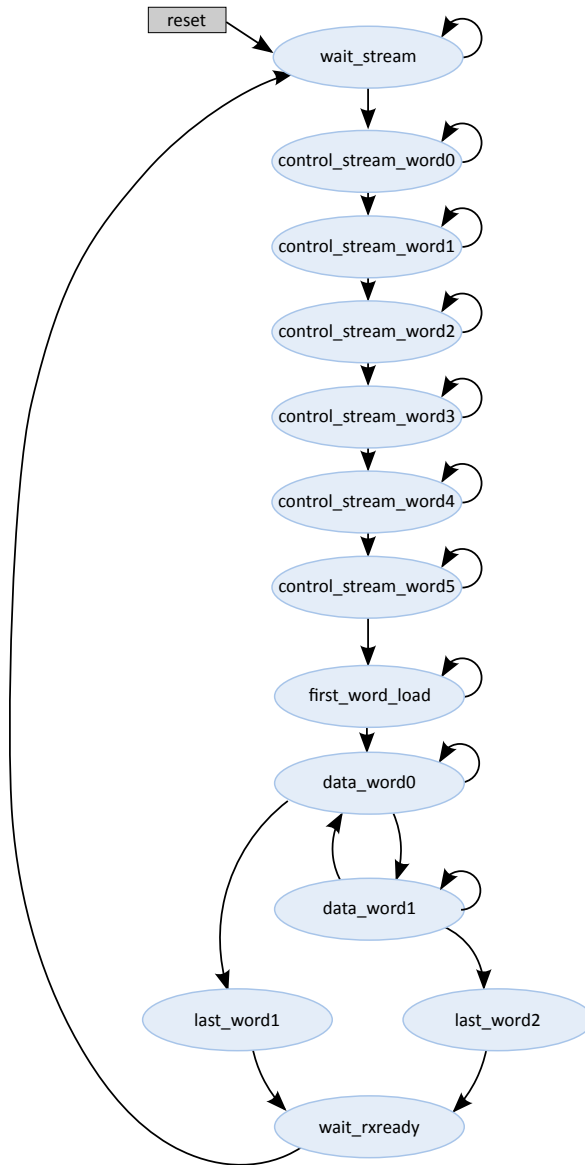 reset
wait_stream
control_stream_word0
control_stream_word1
control_stream_word2
control_stream_word3
control_stream_word4
control_stream_word5
first_word_load
data_word0
data_word1
last_word1
last_word2
wait_rxready